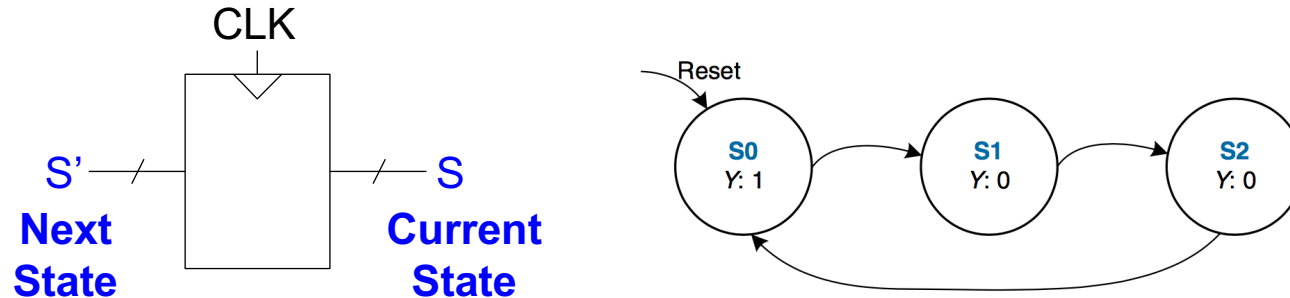 CLK
S’
S
Next
State
Current
State
Reset
S0
Y: 1
S1
Y: 0
S2
Y: 0